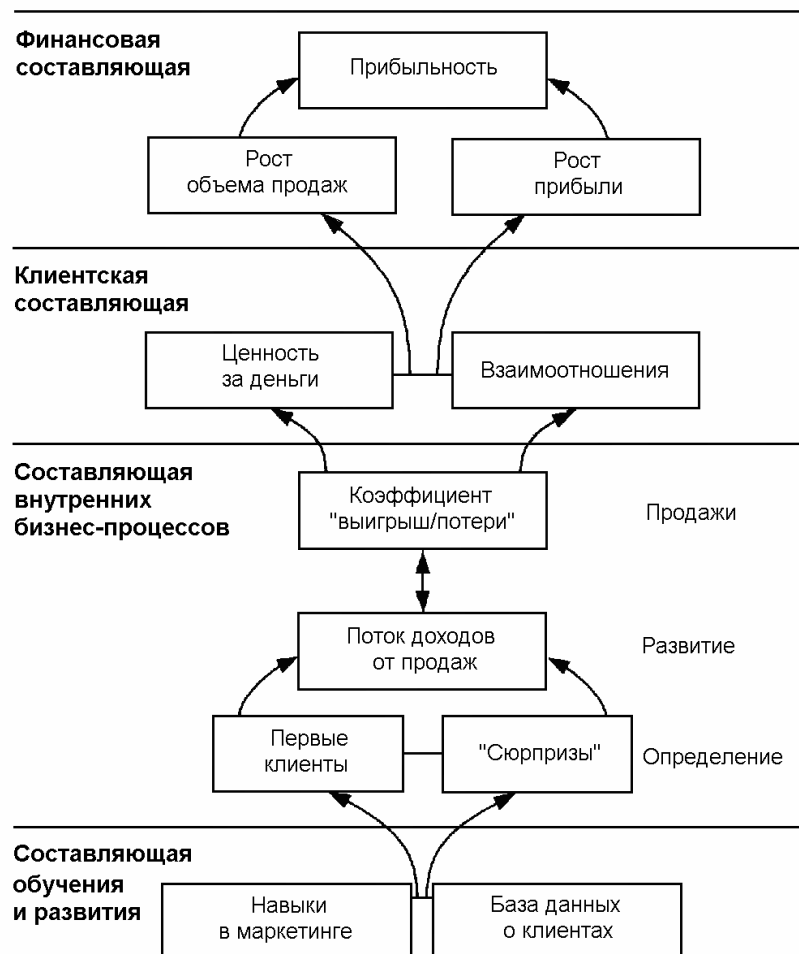 Финансовая
составляющая
Прибыльность
Рост
объема продаж
Рост
прибыли
Клиентская
составляющая
Ценность
за деньги
Взаимоотношения
Составляющая
внутренних
бизнес-процессов
Коэффициент
"выигрыш/потери"
Продажи
Поток доходов
от продаж
Развитие
Первые
клиенты
"Сюрпризы"
Определение
Составляющая
обучения
и развития
Навыки
в маркетинге
База данных
о клиентах